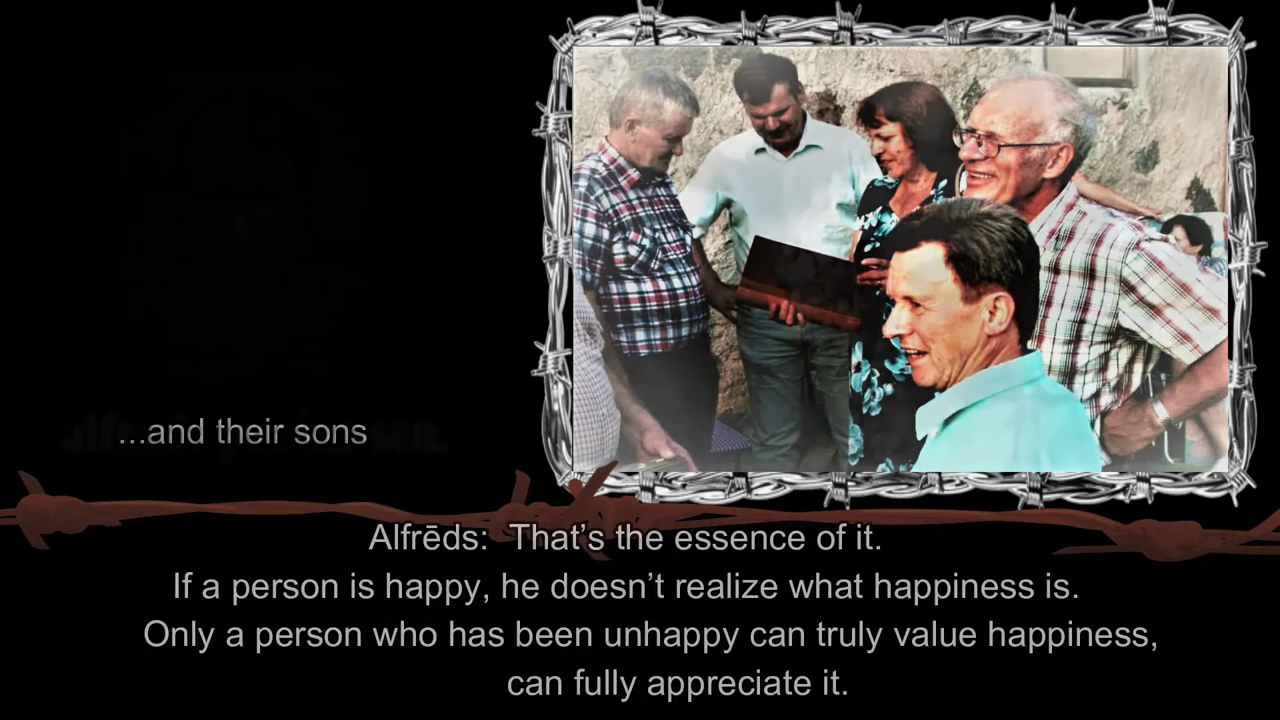 ...and their sons
Alfrēds: That’s the essence of it.
If a person is happy, he doesn’t realize what happiness is.
Only a person who has been unhappy can truly value happiness,
can fully appreciate it.